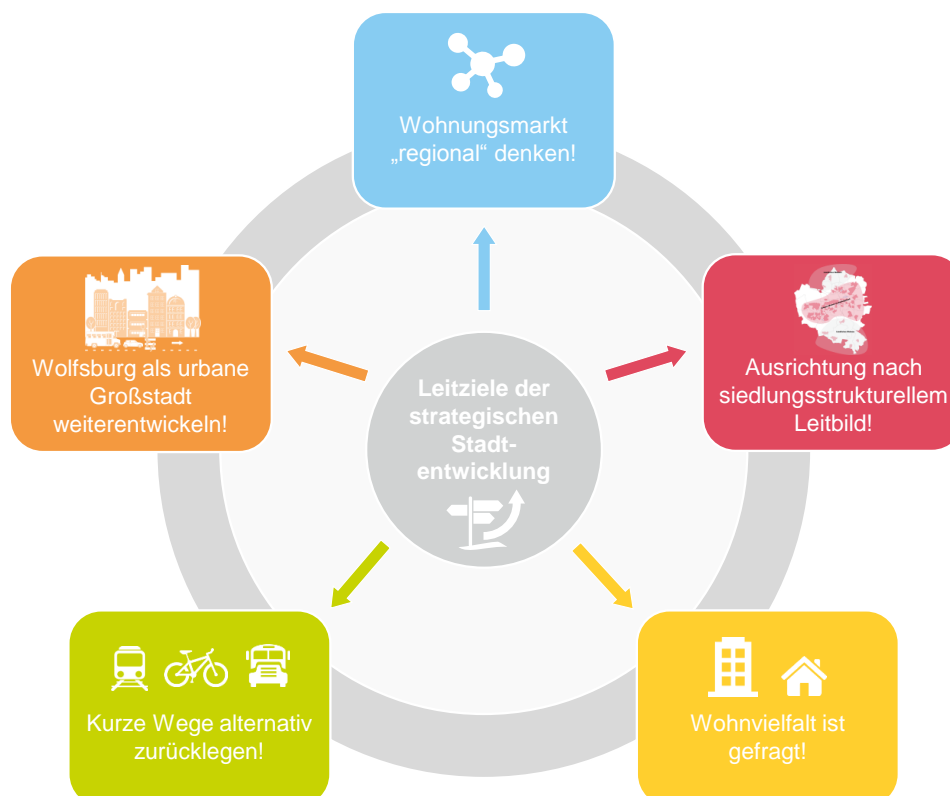 Wohnungsmarkt
„regional“ denken!
Wolfsburg als urbane
Großstadt
weiterentwickeln!
Leitziele der
strategischen
Stadt-
entwicklung
Ausrichtung nach
siedlungsstrukturellem
Leitbild!
Kurze Wege alternativ
zurücklegen!
Wohnvielfalt ist
gefragt!